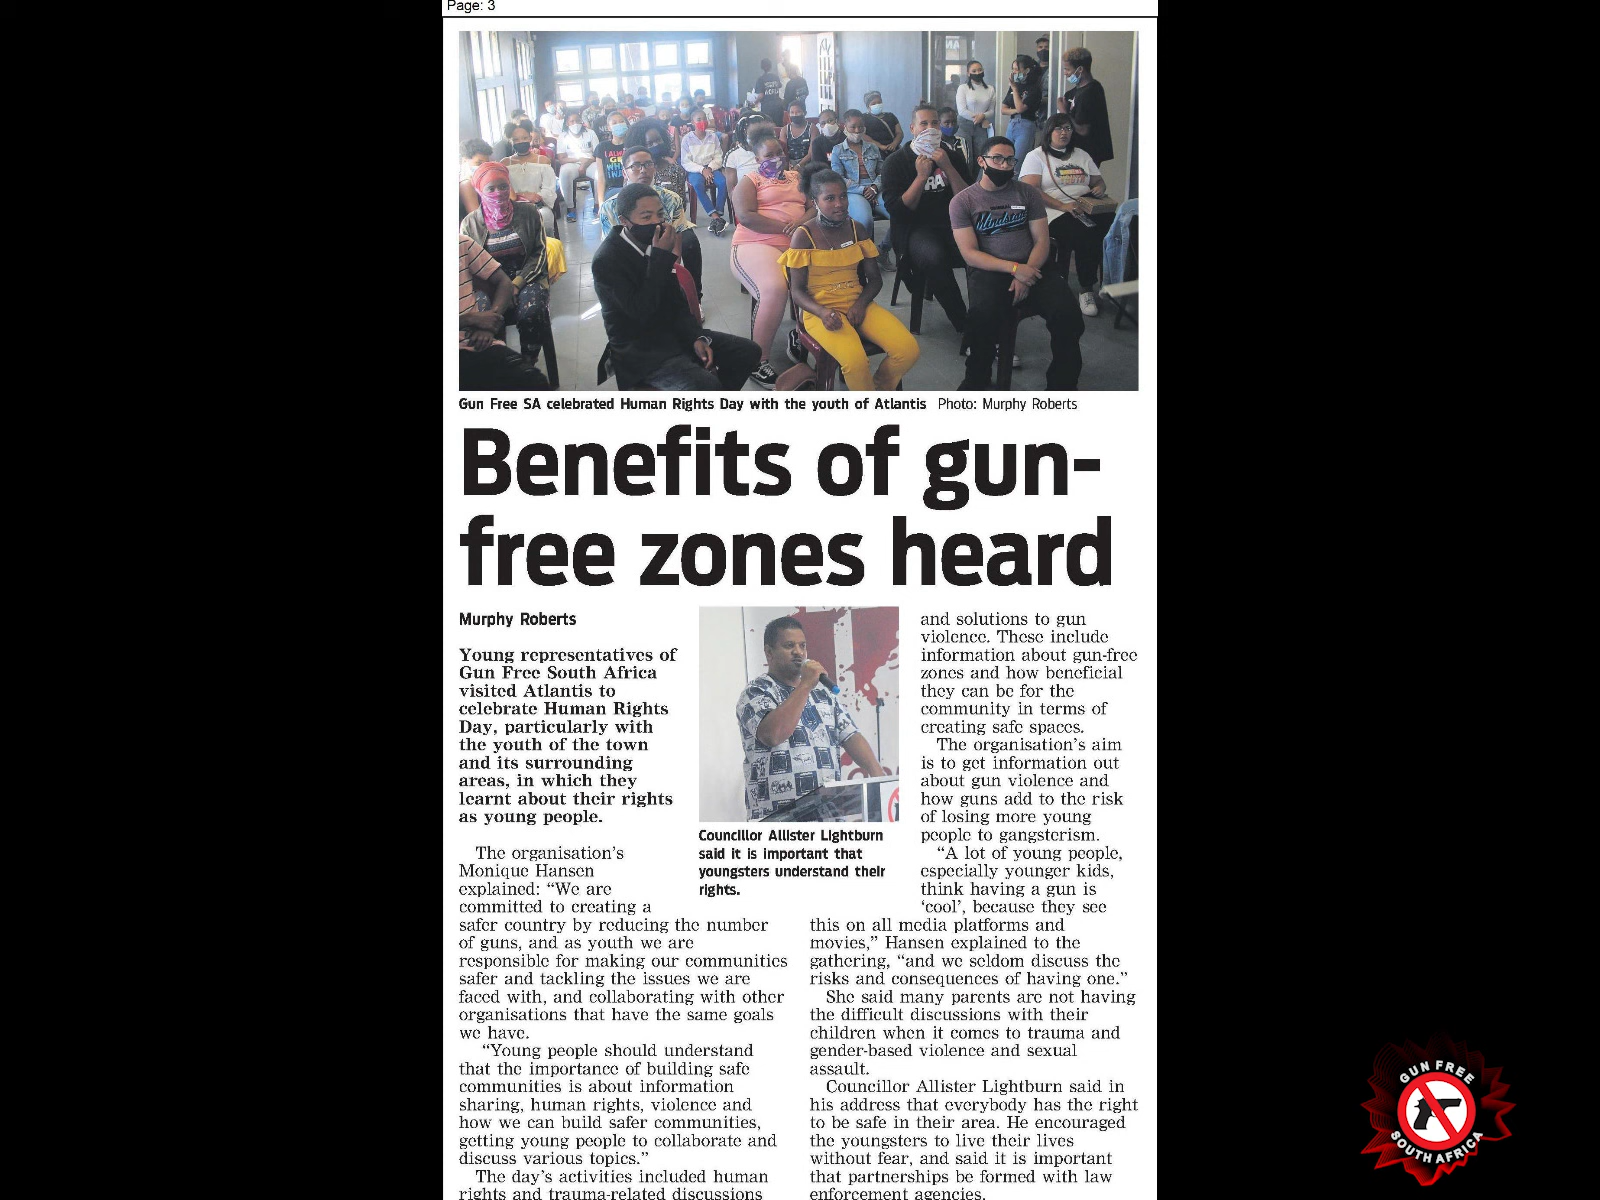 Page: 3
I ALWAYS
GET
WHAT
I WANT
RA
Gun Free SA celebrated Human Rights Day with the youth of Atlantis Photo: Murphy Roberts
Benefits of gun-
free zones heard
Murphy Roberts
Young representatives of
Gun Free South Africa
visited Atlantis to
celebrate Human Rights
Day, particularly with
the youth of the town
and its surrounding
areas, in which they
learnt about their rights
as young people.
The organisation's
Monique Hansen
explained: “We are
committed to creating a
safer country by reducing the number
of guns, and as youth we are
responsible for making our communities
safer and tackling the issues we are
faced with, and collaborating with other
organisations that have the same goals
we have.
“Young people should understand
that the importance of building safe
communities is about information
sharing, human rights, violence and
how we can build safer communities,
getting young people to collaborate and
discuss various topics.”
The day's activities included human
rights and trauma-related discussions
Councillor Allister Lightburn
said it is important that
youngsters understand their
rights.
and solutions to gun
violence. These include
information about gun-free
zones and how beneficial
they can be for the
community in terms of
creating safe spaces.
The organisation's aim
is to get information out
about gun violence and
how guns add to the risk
of losing more young
people to gangsterism.
“A lot of young people,
especially younger kids,
think having a gun is
‘cool’, because they see
this on all media platforms and
movies,” Hansen explained to the
gathering, “and we seldom discuss the
risks and consequences of having one.”
She said many parents are not having
the difficult discussions with their
children when it comes to trauma and
gender-based violence and sexual
assault.
Councillor Allister Lightburn said in
his address that everybody has the right
to be safe in their area. He encouraged
the youngsters to live their lives
without fear, and said it is important
that partnerships be formed with law
enforcement agencies.
GUN FREE
SOUTH AFRICA